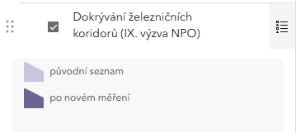 Dokrývání železničních
koridorů (IX. výzva NPO)
původní seznam
po novém měření